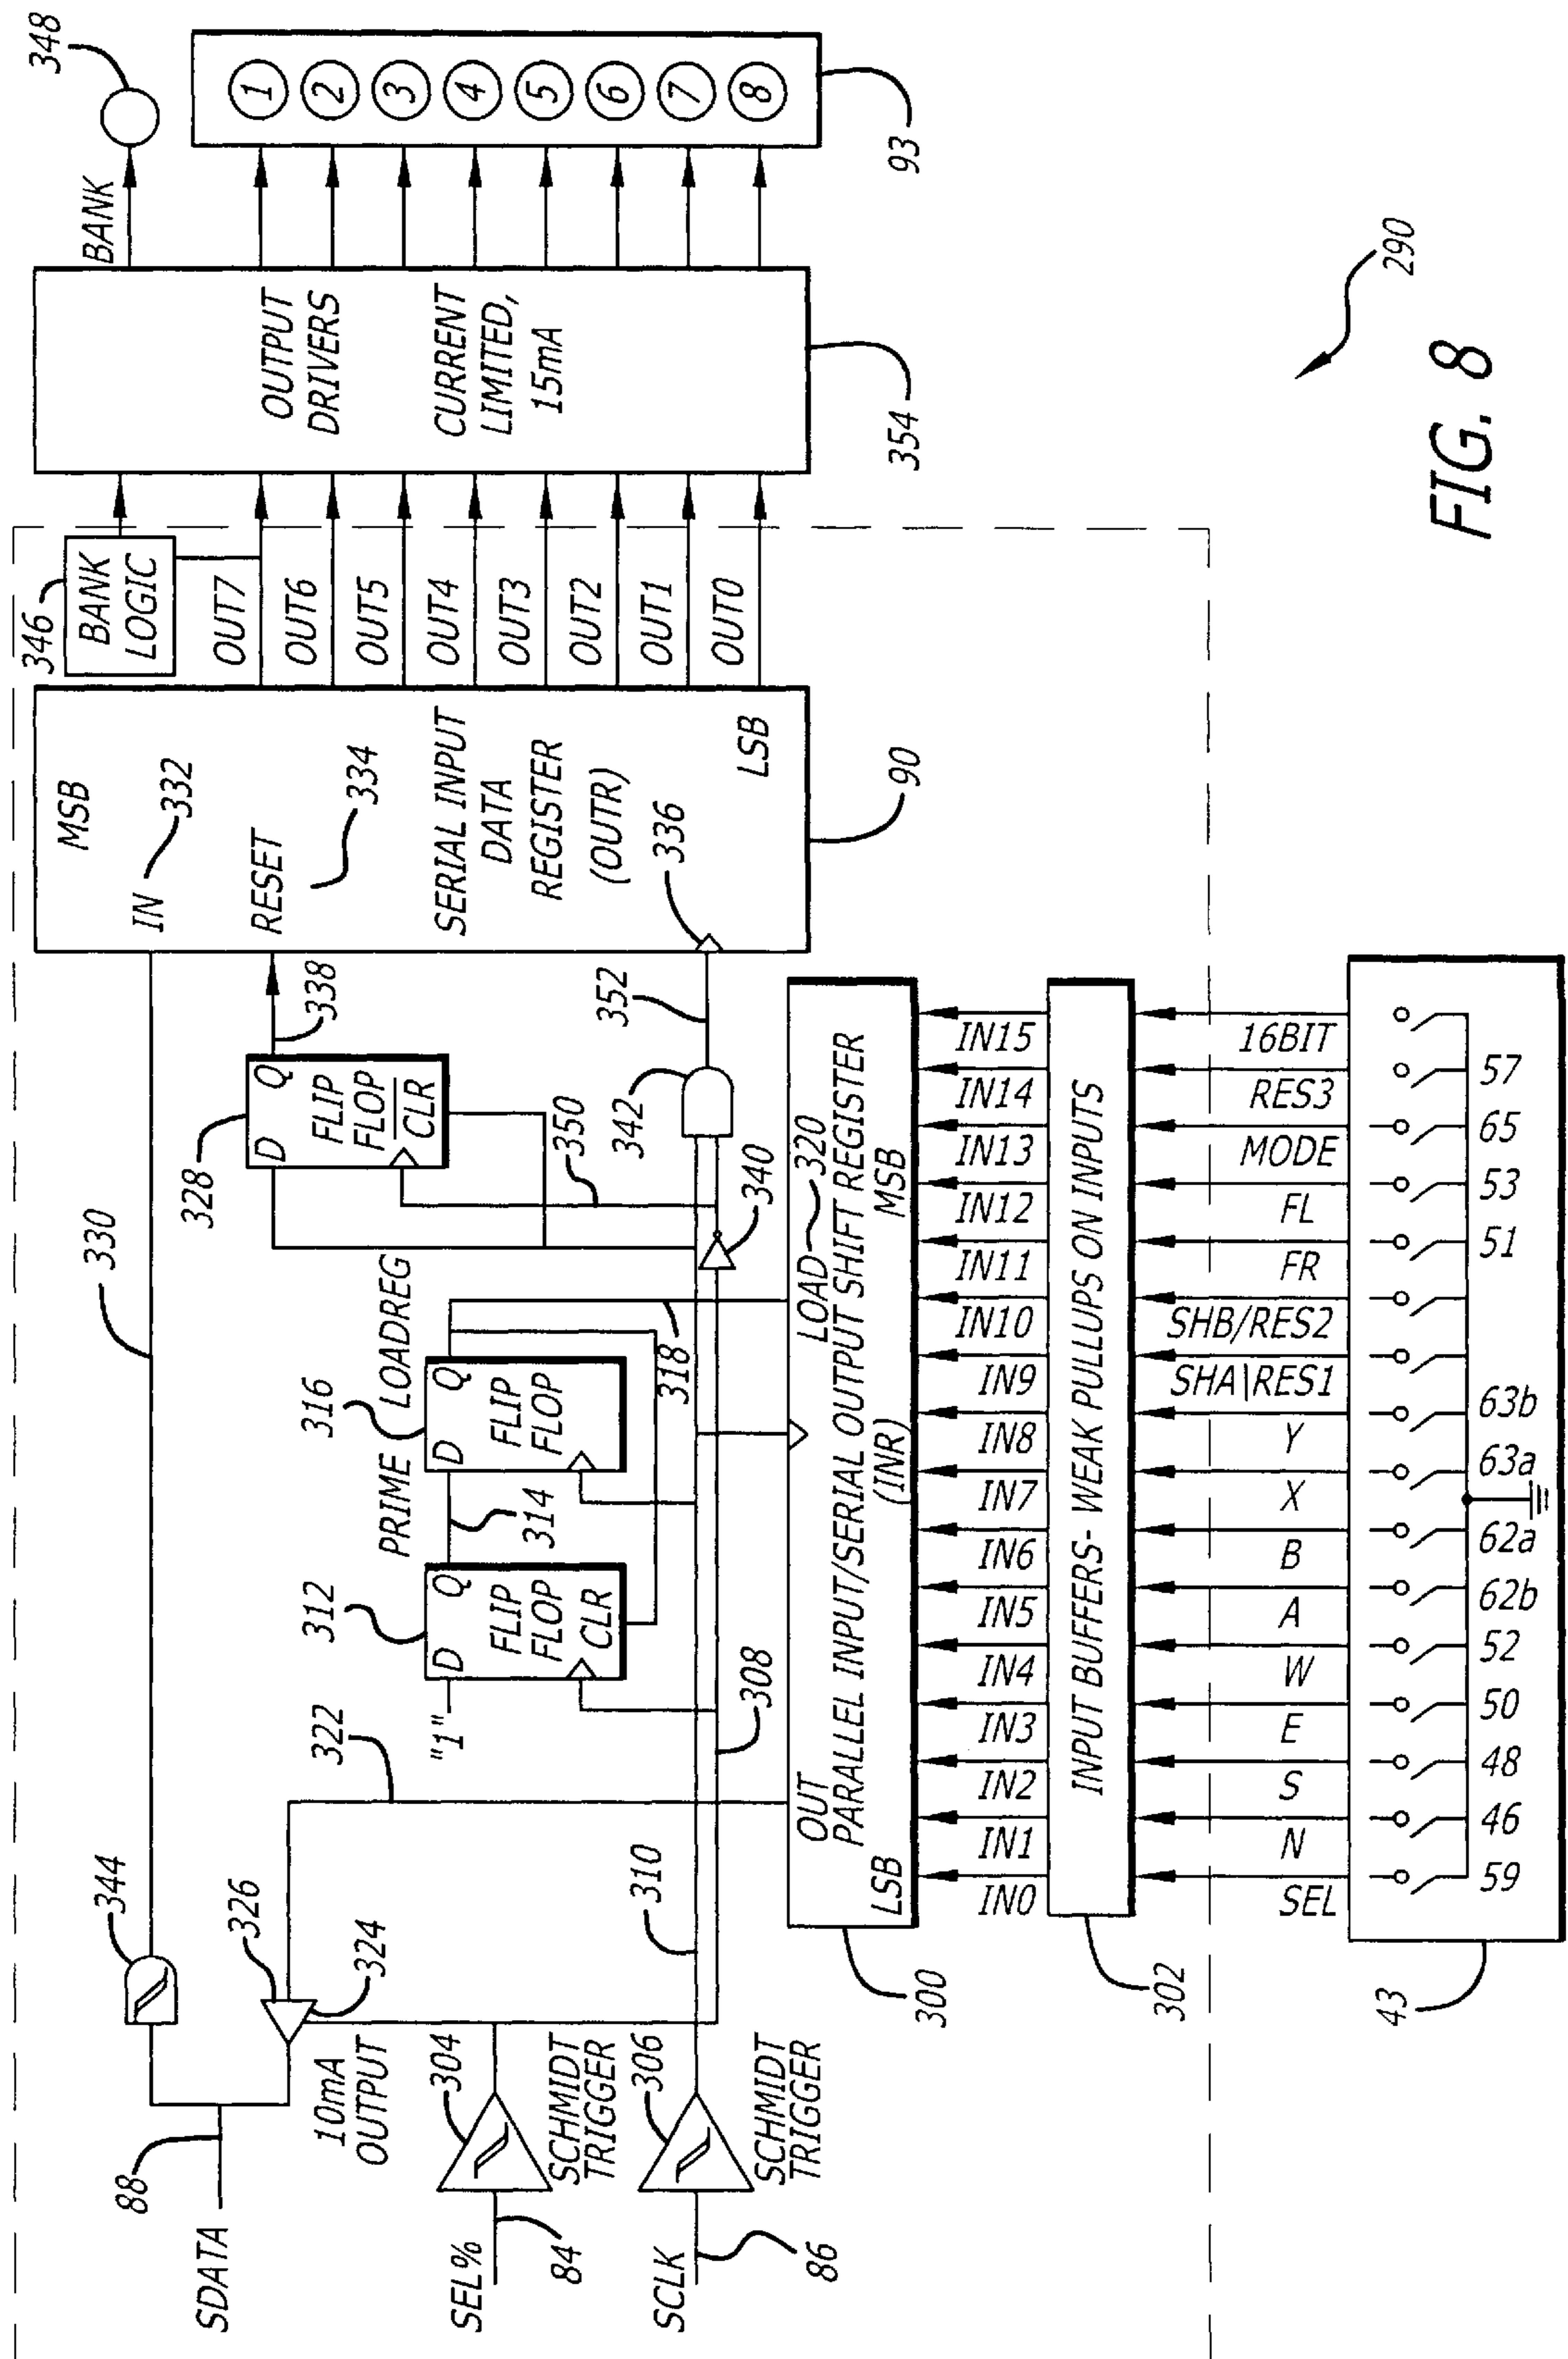 SDATA
88
344
330
MSB
IN
332
346
BANK
LOGIC
BANK
348
326
324
10mA
OUTPUT
322
328
D
Q
FLIP
FLOP
CLR
338
RESET
334
SERIAL INPUT
DATA
REGISTER
(OUTR)
336
LSB
90
OUT7
OUT6
OUT5
OUT4
OUT3
OUT2
OUT1
OUT0
OUTPUT
DRIVERS
CURRENT
LIMITED,
15mA
354
1
2
3
4
5
6
7
8
93
SEL%
84
304
SCHMIDT
TRIGGER
"1"
312
D
Q
FLIP
FLOP
CLR
PRIME
314
316
D
Q
FLIP
FLOP
LOADREG
318
350
342
352
340
308
310
SCLK
86
306
SCHMIDT
TRIGGER
OUT
LOAD
320
PARALLEL INPUT/SERIAL OUTPUT SHIFT REGISTER
LSB
(INR)
MSB
300
IN0
IN1
IN2
IN3
IN4
IN5
IN6
IN7
IN8
IN9
IN10
IN11
IN12
IN13
IN14
IN15
INPUT BUFFERS- WEAK PULLUPS ON INPUTS
302
SEL
N
S
E
W
A
B
X
Y
SHA\RES1
SHB/RES2
FR
FL
MODE
RES3
16BIT
43
59
46
48
50
52
62b
62a
63a
63b
51
53
65
57
290
FIG. 8